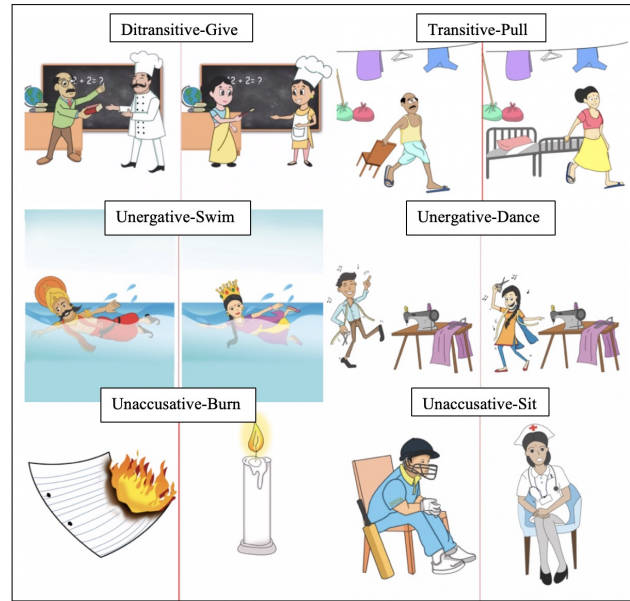 Ditransitive-Give
Transitive-Pull
2 + 2= ?
2 + 2= ?
Unergative-Swim
Unergative-Dance
Unaccusative-Burn
Unaccusative-Sit